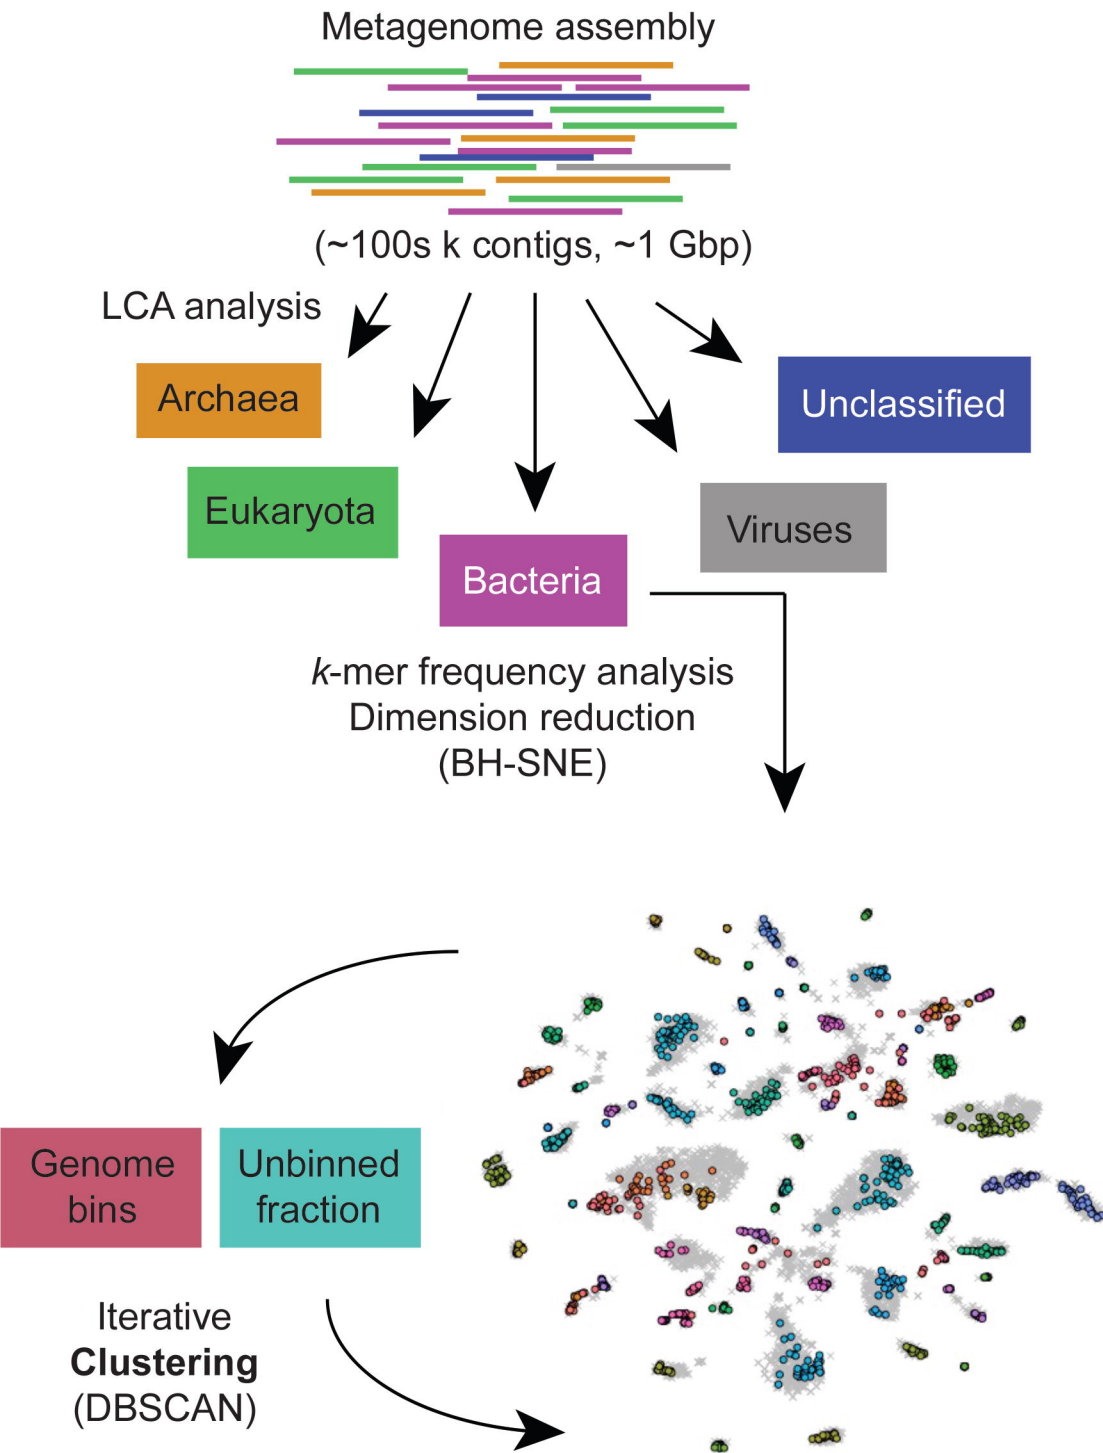 Metagenome assembly
(~100s k contigs, ~1 Gbp)
LCA analysis
Archaea
Unclassified
Eukaryota
Viruses
Bacteria
k-mer frequency analysis
Dimension reduction
(BH-SNE)
Genome
bins
Unbinned
fraction
Iterative
Clustering
(DBSCAN)